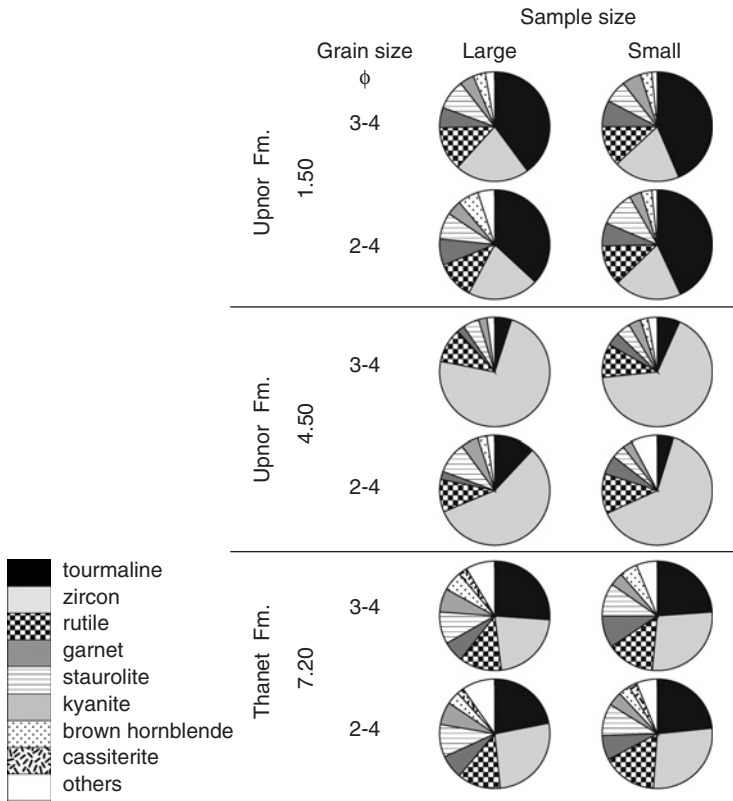 Sample size
Grain size Large Small
ϕ
Upnor Fm.
1.50
3-4
2-4
Upnor Fm.
4.50
3-4
2-4
Thanet Fm.
7.20
3-4
2-4
tourmaline
zircon
rutile
garnet
staurolite
kyanite
brown hornblende
cassiterite
others